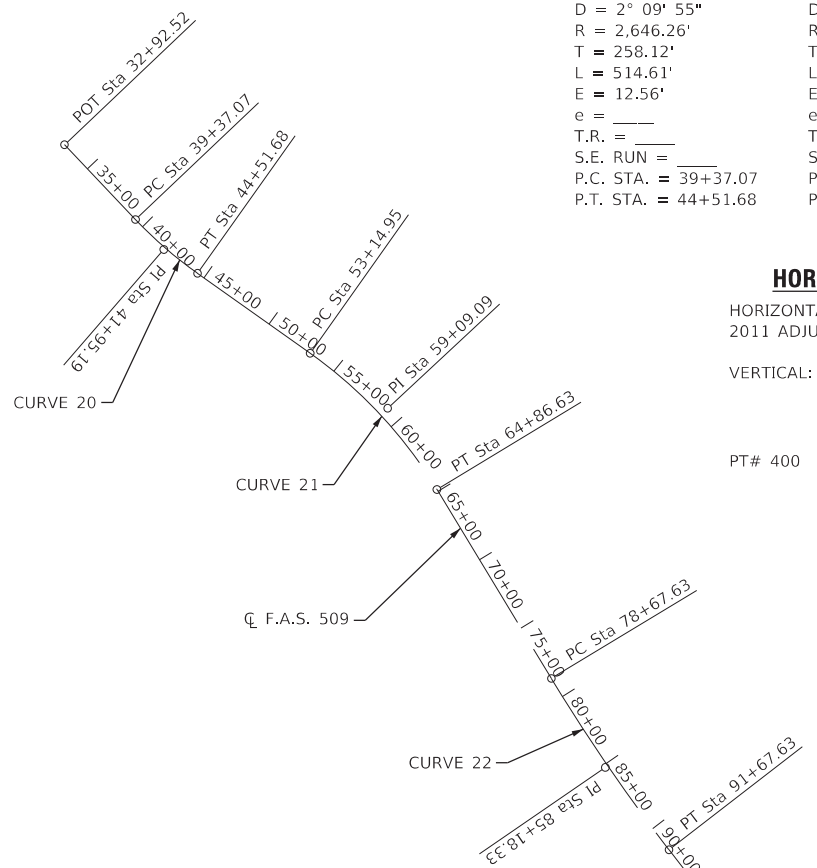 D = 2° 09' 55"
R = 2,646.26'
T = 258.12'
L = 514.61'
E = 12.56'
e = ____
T.R. = ____
S.E. RUN = ____
P.C. STA. = 39+37.07
P.T. STA. = 44+51.68
D
R
T
L
E
e
T
S
P
P
HOR
HORIZONTA
2011 ADJU
VERTICAL:
PT# 400
POT Sta 32+92.52
35+00
PC Sta 39+37.07
40+00
PI Sta 41+95.19
PT Sta 44+51.68
CURVE 20
45+00
50+00
PC Sta 53+14.95
55+00
PI Sta 59+09.09
CURVE 21
60+00
PT Sta 64+86.63
65+00
℄ F.A.S. 509
70+00
75+00
PC Sta 78+67.63
80+00
CURVE 22
PI Sta 85+18.33
85+00
90+00
PT Sta 91+67.63